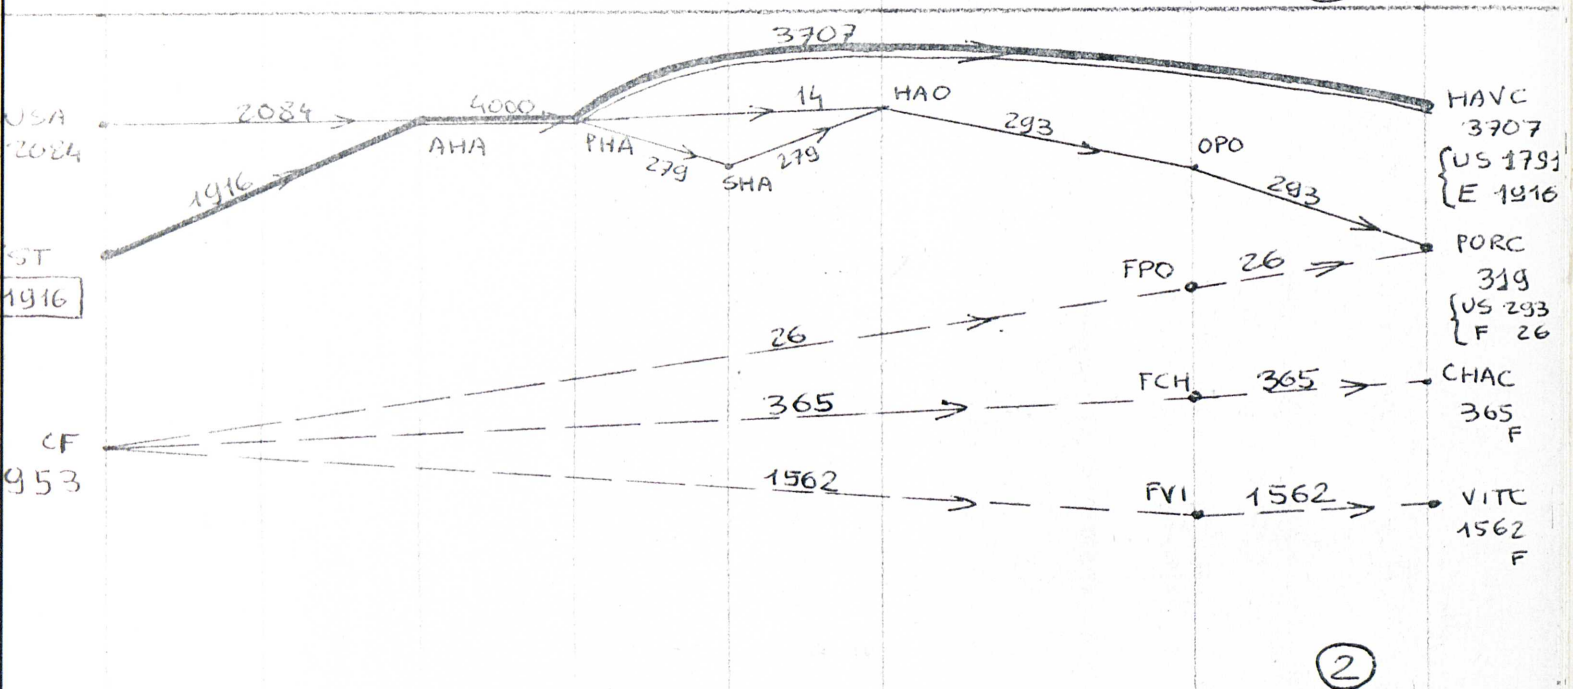 3707
USA 2084 4000 14 HAO HAVC
2084 AHA PHA 3707
293 OPO
279 279 US 1791
SHA E 1916
1916 293
ST PORC
1916 FPO 26 319
US 293
26 F 26
FCH 365 CHAC
365 365
F
CF
953 1562 FVI 1562 VITC
1562
F
2